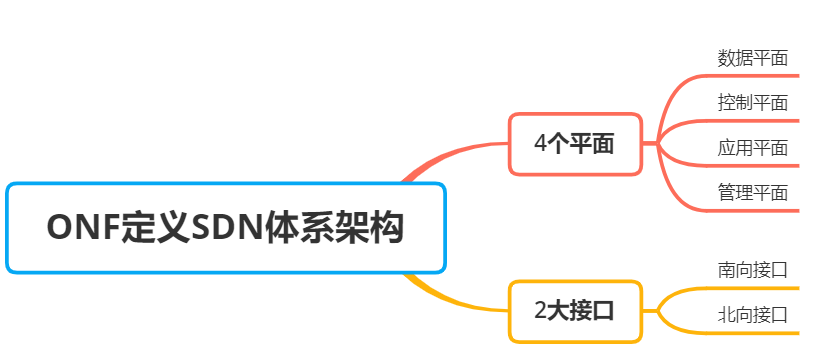 ONF定义SDN体系架构
4个平面
数据平面
控制平面
应用平面
管理平面
2大接口
南向接口
北向接口